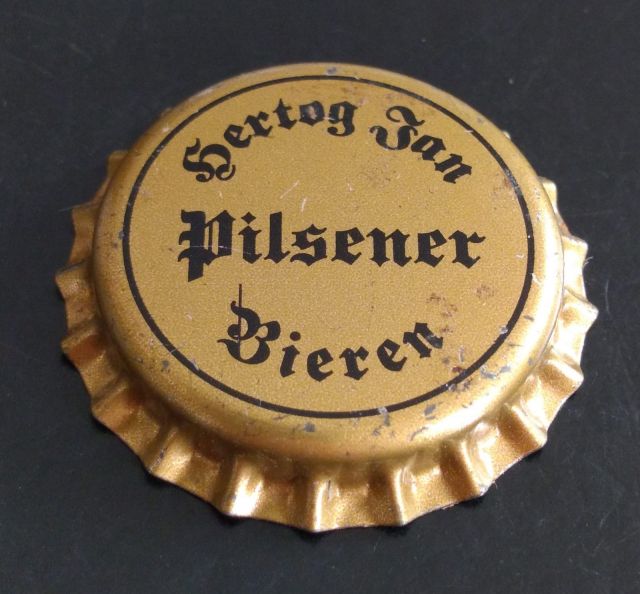 Hertog Jan
Pilsener
Bieren